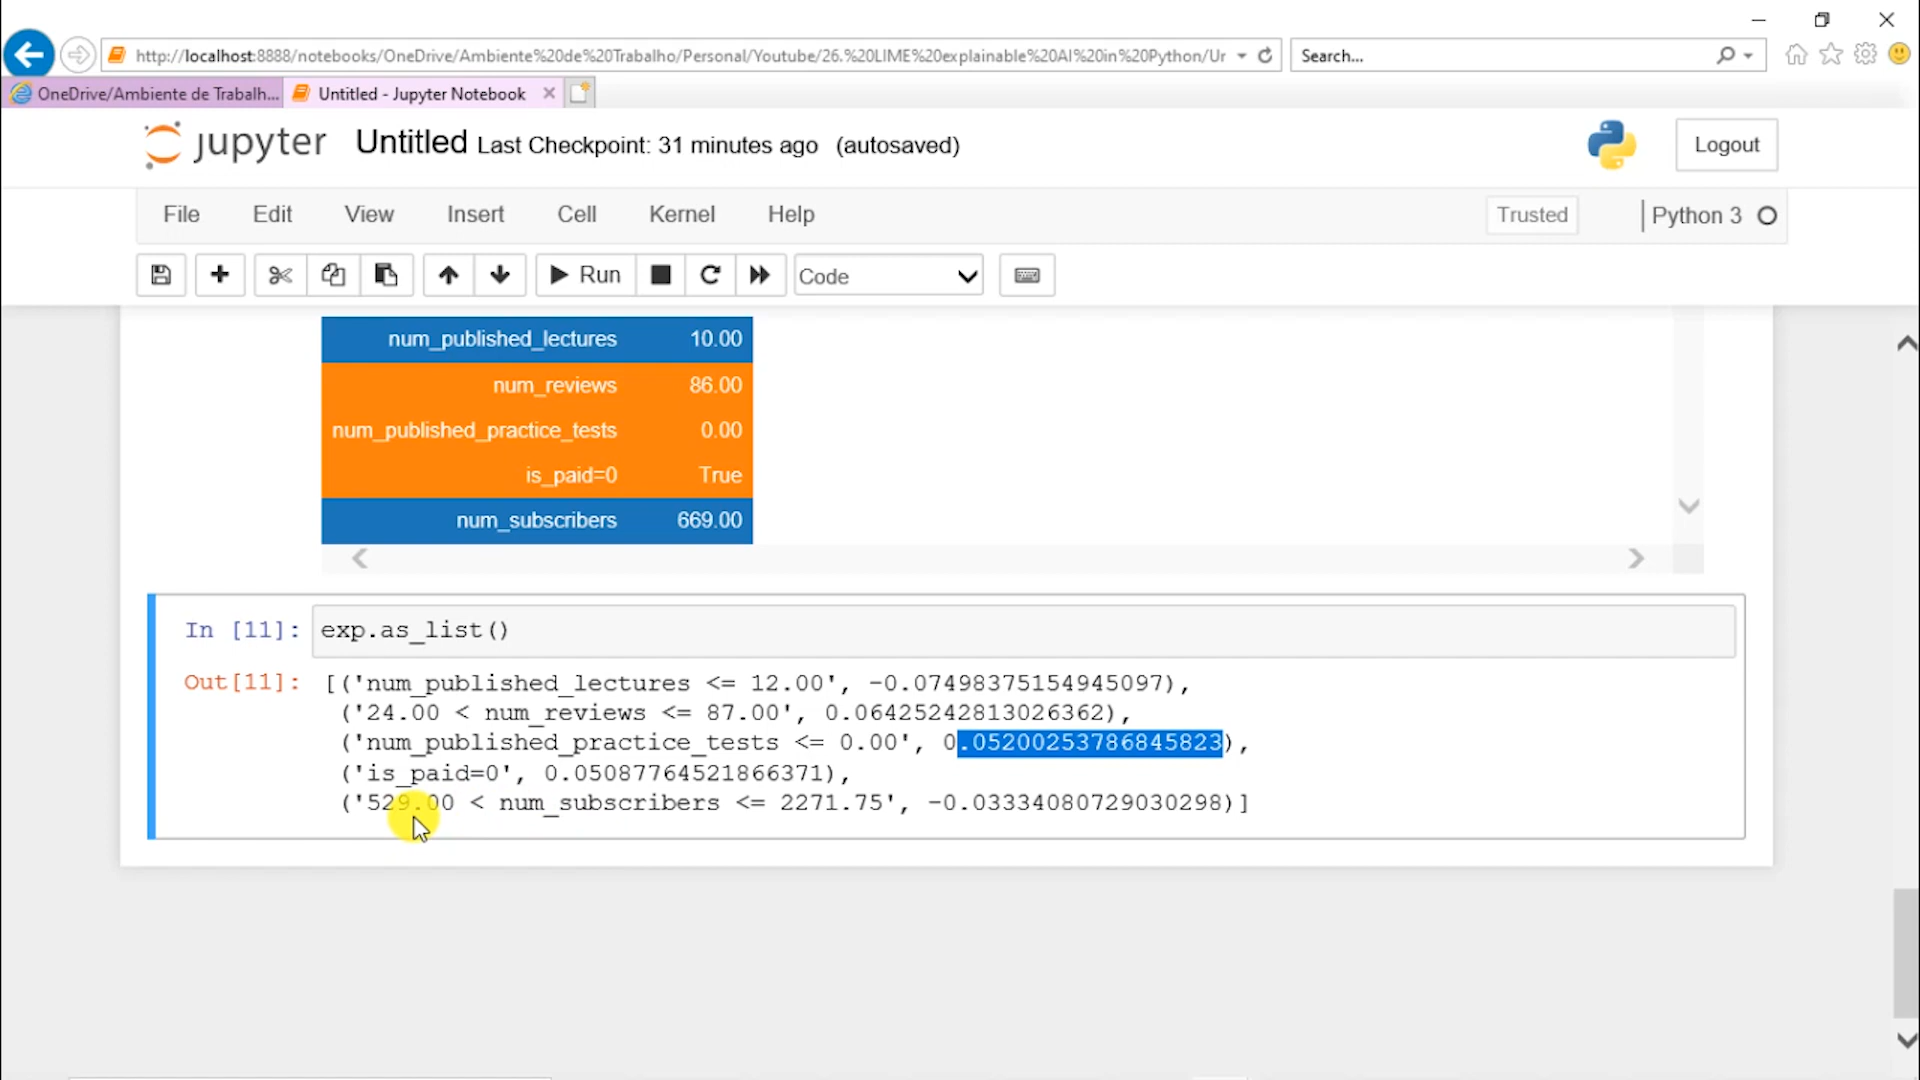 http://localhost:8888/notebooks/OneDrive/Ambiente%20de%20Trabalho/Personal/Youtube/26.%20LIME%20explainable%20AI%20in%20Python/Ur
Search...
OneDrive/Ambiente de Trabalh...
Untitled - Jupyter Notebook
jupyter Untitled Last Checkpoint: 31 minutes ago (autosaved)
Logout
File Edit View Insert Cell Kernel Help
Trusted
Python 3
Run
Code
num_published_lectures 10.00
num_reviews 86.00
num_published_practice_tests 0.00
is_paid=0 True
num_subscribers 669.00
In [11]: exp.as_list()
Out[11]: [('num_published_lectures <= 12.00', -0.07498375154945097),
('24.00 < num_reviews <= 87.00', 0.06425242813026362),
('num_published_practice_tests <= 0.00', 0.05200253786845823),
('is_paid=0', 0.05087764521866371),
('529.00 < num_subscribers <= 2271.75', -0.03334080729030298)]